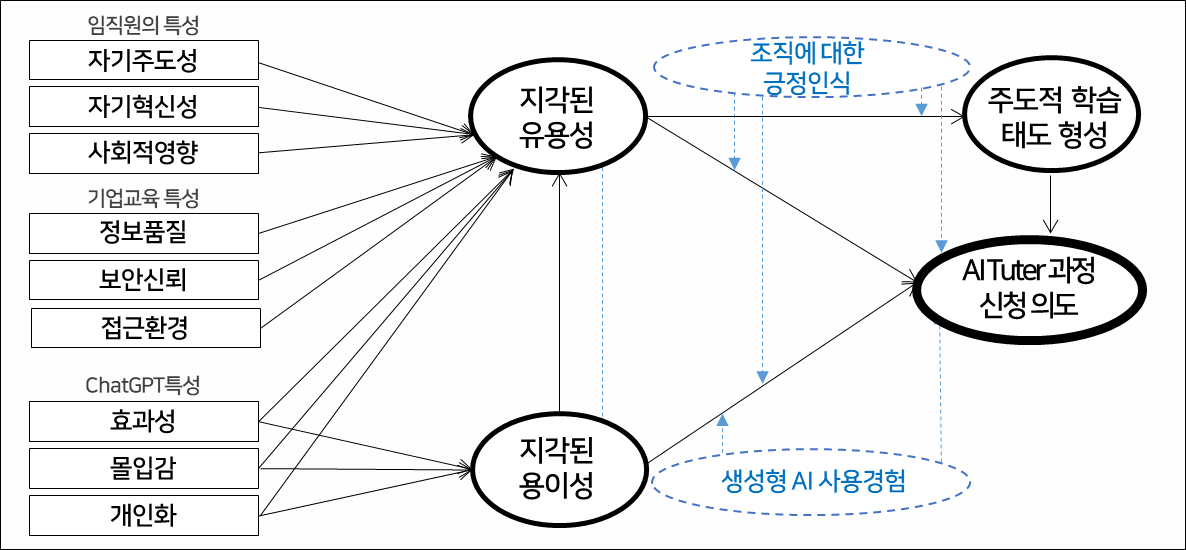 임직원의 특성
자기주도성
자기혁신성
사회적영향
기업교육 특성
정보품질
보안신뢰
접근환경
ChatGPT특성
효과성
몰입감
개인화
지각된
유용성
지각된
용이성
조직에 대한
긍정인식
생성형 AI 사용경험
주도적 학습
태도 형성
AI Tuter 과정
신청 의도